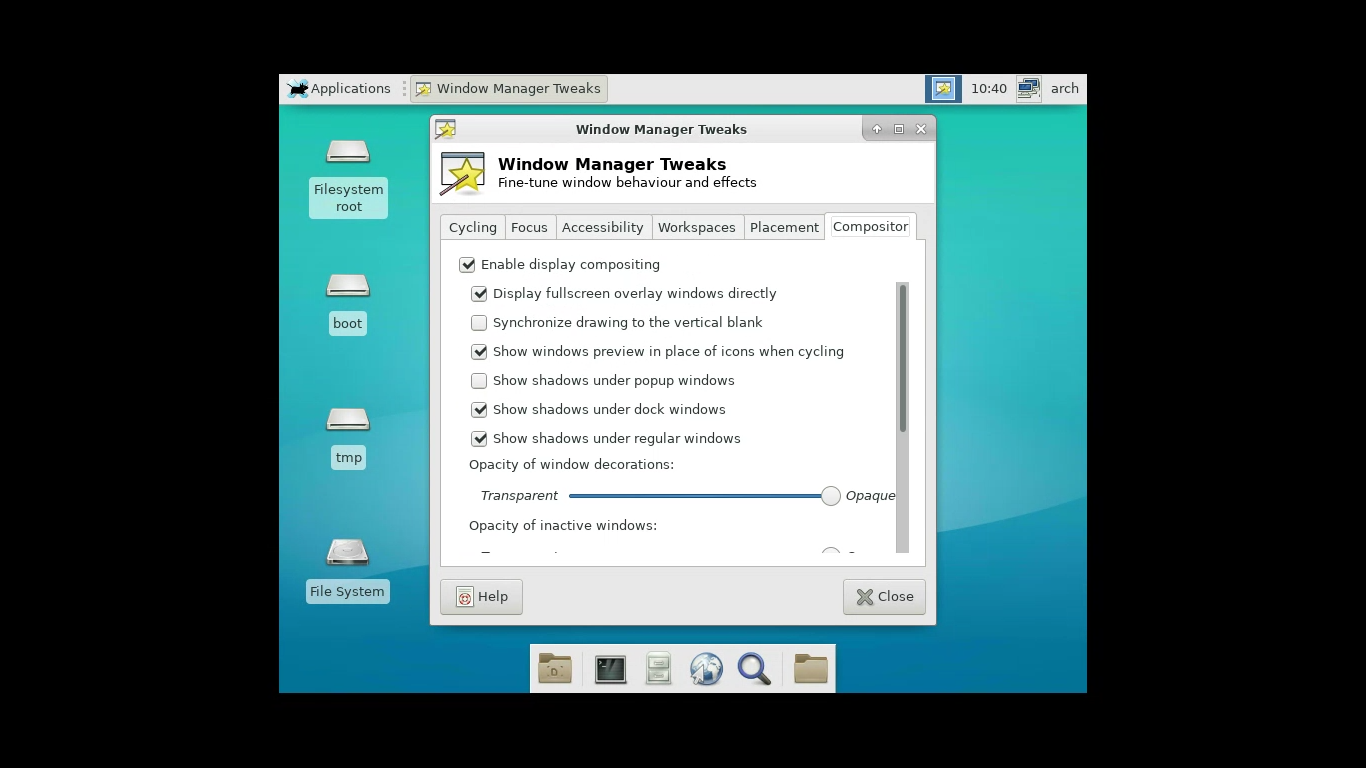 Applications
Window Manager Tweaks
10:40
arch
Filesystem
root
boot
tmp
File System
Window Manager Tweaks
Window Manager Tweaks
Fine-tune window behaviour and effects
Cycling
Focus
Accessibility
Workspaces
Placement
Compositor
Enable display compositing
Display fullscreen overlay windows directly
Synchronize drawing to the vertical blank
Show windows preview in place of icons when cycling
Show shadows under popup windows
Show shadows under dock windows
Show shadows under regular windows
Opacity of window decorations:
Transparent
Opaque
Opacity of inactive windows:
Help
Close